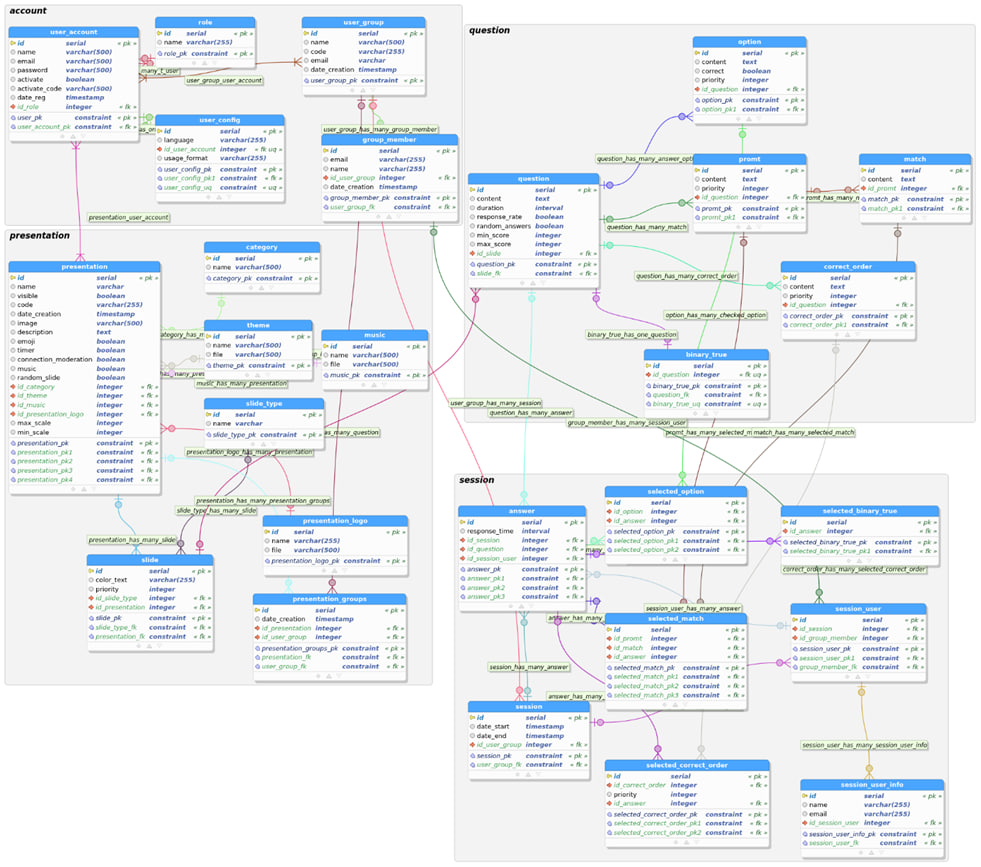 account
user_account
id serial « pk »
name varchar(500)
email varchar(500)
password varchar(500)
activate boolean
activate_code varchar(500)
date_reg timestamp
id_role integer « fk »
user_pk constraint « pk »
user_account_pk constraint « fk »
role
id serial « pk »
name varchar(255)
role_pk constraint « pk »
user_group
id serial « pk »
name varchar(500)
code varchar(255)
email varchar
date_creation timestamp
user_group_pk constraint « pk »
many_t_user
user_group_user_account
user_config
id serial « pk »
language varchar(255)
id_user_account integer « fk uq »
usage_format varchar(255)
user_config_pk constraint « pk »
user_config_pk1 constraint « fk »
user_config_uq constraint « uq »
user_group_has_many_group_member
group_member
id serial « pk »
email varchar(255)
name varchar(255)
id_user_group integer « fk »
date_creation timestamp
group_member_pk constraint « pk »
user_group_fk constraint « fk »
presentation_user_account
presentation
presentation
id serial « pk »
name varchar
visible boolean
code varchar(255)
date_creation timestamp
image varchar(500)
description text
emoji boolean
timer boolean
connection_moderation boolean
music boolean
random_slide boolean
id_category integer « fk »
id_theme integer « fk »
id_music integer « fk »
id_presentation_logo integer « fk »
max_scale integer
min_scale integer
presentation_pk constraint « pk »
presentation_pk1 constraint « fk »
presentation_pk2 constraint « fk »
presentation_pk3 constraint « fk »
presentation_pk4 constraint « fk »
category
id serial « pk »
name varchar(500)
category_pk constraint « pk »
theme
id serial « pk »
name varchar(500)
file varchar(500)
theme_pk constraint « pk »
music
id serial « pk »
name varchar(500)
file varchar(500)
music_pk constraint « pk »
music_has_many_presentation
slide_type
id serial « pk »
name varchar
slide_type_pk constraint « pk »
as_many_question
presentation_logo_has_many_presentation
presentation_has_many_presentation_groups
slide_type_has_many_slide
presentation_logo
id serial « pk »
name varchar(255)
file varchar(500)
presentation_logo_pk constraint « pk »
presentation_has_many_slide
slide
id serial « pk »
color_text varchar(255)
priority integer
id_slide_type integer « fk »
id_presentation integer « fk »
slide_pk constraint « pk »
slide_type_fk constraint « fk »
presentation_fk constraint « fk »
presentation_groups
date_creation timestamp
id_presentation integer « fk »
id_user_group integer « fk »
presentation_groups_pk constraint « pk »
presentation_fk constraint « fk »
user_group_fk constraint « fk »
question
option
id serial « pk »
content text
correct boolean
priority integer
id_question integer « fk »
option_pk constraint « pk »
option_pk1 constraint « fk »
question_has_many_answer_opti
question
id serial « pk »
content text
duration interval
response_rate boolean
random_answers boolean
min_score integer
max_score integer
id_slide integer « fk »
question_pk constraint « pk »
slide_fk constraint « fk »
promt
id serial « pk »
content text
priority integer
id_question integer « fk »
promt_pk constraint « pk »
promt_pk1 constraint « fk »
match
id serial « pk »
content text
id_promt integer « fk »
match_pk constraint « pk »
match_pk1 constraint « fk »
question_has_many_match
question_has_many_correct_order
correct_order
id serial « pk »
content text
priority integer
id_question integer « fk »
correct_order_pk constraint « pk »
correct_order_pk1 constraint « fk »
option_has_many_checked_option
binary_true_has_one_question
binary_true
id serial « pk »
id_question integer « fk uq »
binary_true_pk constraint « pk »
question_fk constraint « fk »
binary_true_uq constraint « uq »
user_group_has_many_session
question_has_many_answer
group_member_has_many_session_user
promt_has_many_selected_m
match_has_many_selected_match
session
answer
id serial « pk »
response_time interval
id_session integer « fk »
id_question integer « fk »
id_session_user integer « fk »
answer_pk constraint « pk »
answer_pk1 constraint « fk »
answer_pk2 constraint « fk »
answer_pk3 constraint « fk »
selected_option
id serial « pk »
id_option integer « fk »
id_answer integer « fk »
selected_option_pk constraint « pk »
selected_option_pk1 constraint « fk »
selected_option_pk2 constraint « fk »
selected_binary_true
id serial « pk »
id_answer integer « fk »
selected_binary_true_pk constraint « pk »
selected_binary_true_pk1 constraint « fk »
correct_order_has_many_selected_correct_order
session_user_has_many_answer
session_user
id serial « pk »
id_session integer « fk »
id_group_member integer « fk »
session_user_pk constraint « pk »
session_user_pk1 constraint « fk »
group_member_fk constraint « fk »
selected_match
id serial « pk »
id_promt integer « fk »
id_match integer « fk »
id_answer integer « fk »
selected_match_pk constraint « pk »
selected_match_pk1 constraint « fk »
selected_match_pk2 constraint « fk »
selected_match_pk3 constraint « fk »
session_has_many_answer
answer_has_many_
session
id serial « pk »
date_start timestamp
date_end timestamp
id_user_group integer « fk »
session_pk constraint « pk »
user_group_fk constraint « fk »
session_user_has_many_session_user_info
selected_correct_order
id serial « pk »
id_correct_order integer « fk »
priority integer
id_answer integer « fk »
selected_correct_order_pk constraint « pk »
selected_correct_order_pk1 constraint « fk »
selected_correct_order_pk2 constraint « fk »
session_user_info
id serial « pk »
name varchar(255)
email varchar(255)
id_session_user integer « fk »
session_user_info_pk constraint « pk »
session_user_fk constraint « fk »